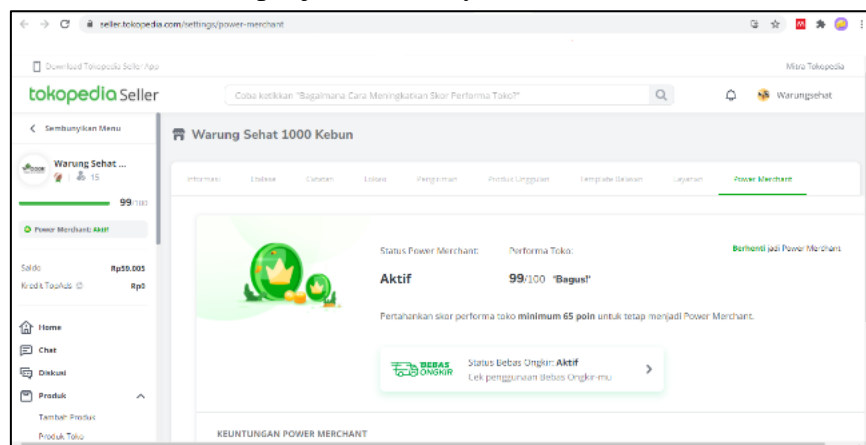 seller.tokopedia.com/settings/power-merchant
Download Tokopedia Seller App
Mitra Tokopedia
tokopedia Seller
Coba ketikkan "Bagaimana Cara Meningkatkan Skor Performa Toko?"
Warungsehat
Sembunyikan Menu
Warung Sehat 1000 Kebun
Warung Sehat ...
15
99/100
Power Merchant: Aktif
Saldo Rp59.005
Kredit TopAds Rp0
Home
Chat
Diskusi
Produk
Tambah Produk
Produk Toko
Informasi Etalase Catatan Lokasi Pengiriman Produk Unggulan Template Balasan Layanan Power Merchant
Status Power Merchant: Performa Toko: Berhenti jadi Power Merchant
Aktif 99/100 "Bagus!"
Pertahankan skor performa toko minimum 65 poin untuk tetap menjadi Power Merchant.
BEBAS ONGKIR
Status Bebas Ongkir: Aktif
Cek penggunaan Bebas Ongkir-mu
KEUNTUNGAN POWER MERCHANT